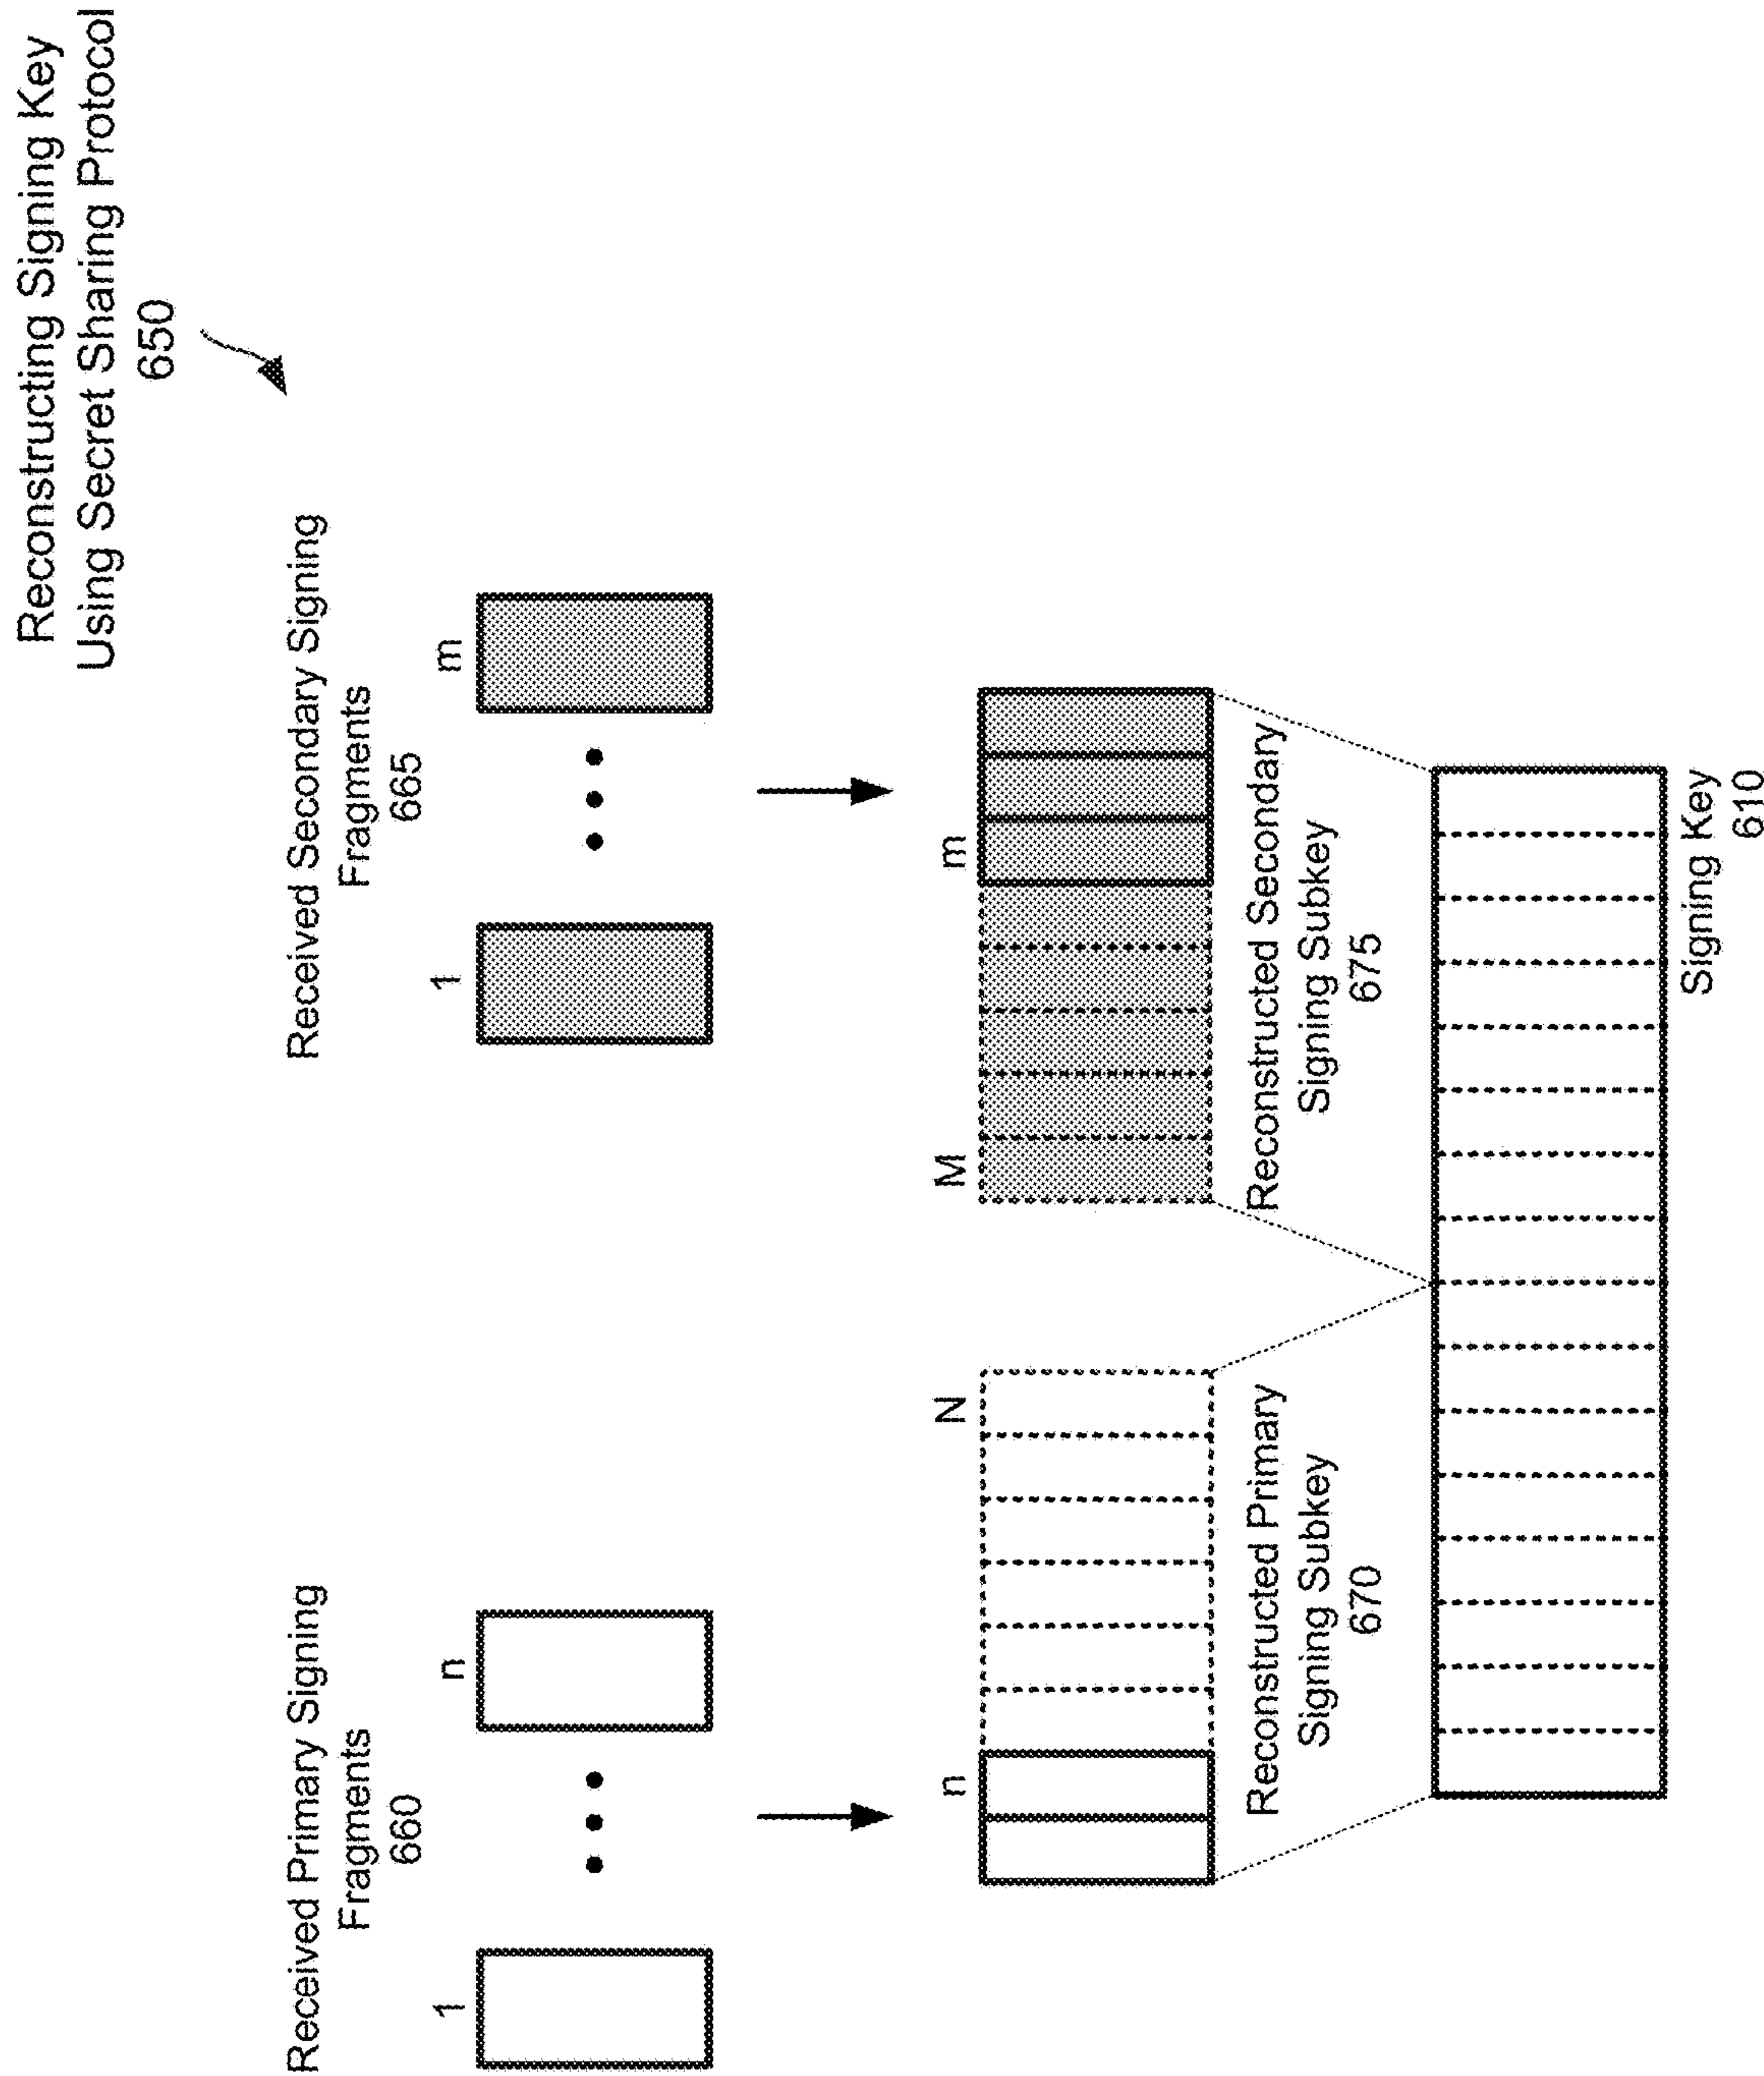 Reconstructing Signing Key
Using Secret Sharing Protocol
650
Received Primary Signing
Fragments
660
1
n
Received Secondary Signing
Fragments
665
1
m
n
N
Reconstructed Primary
Signing Subkey
670
M
m
Reconstructed Secondary
Signing Subkey
675
Signing Key
610